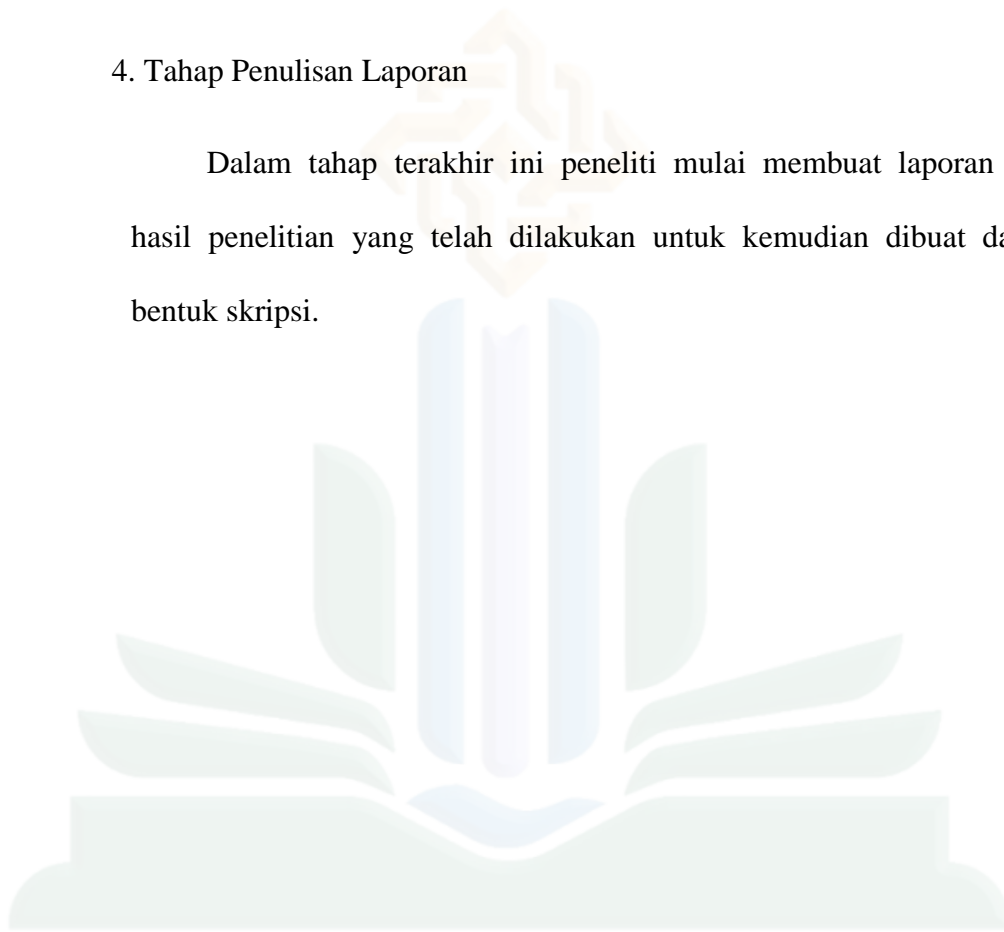 4. Tahap Penulisan Laporan
Dalam tahap terakhir ini peneliti mulai membuat laporan
hasil penelitian yang telah dilakukan untuk kemudian dibuat
bentuk skripsi.